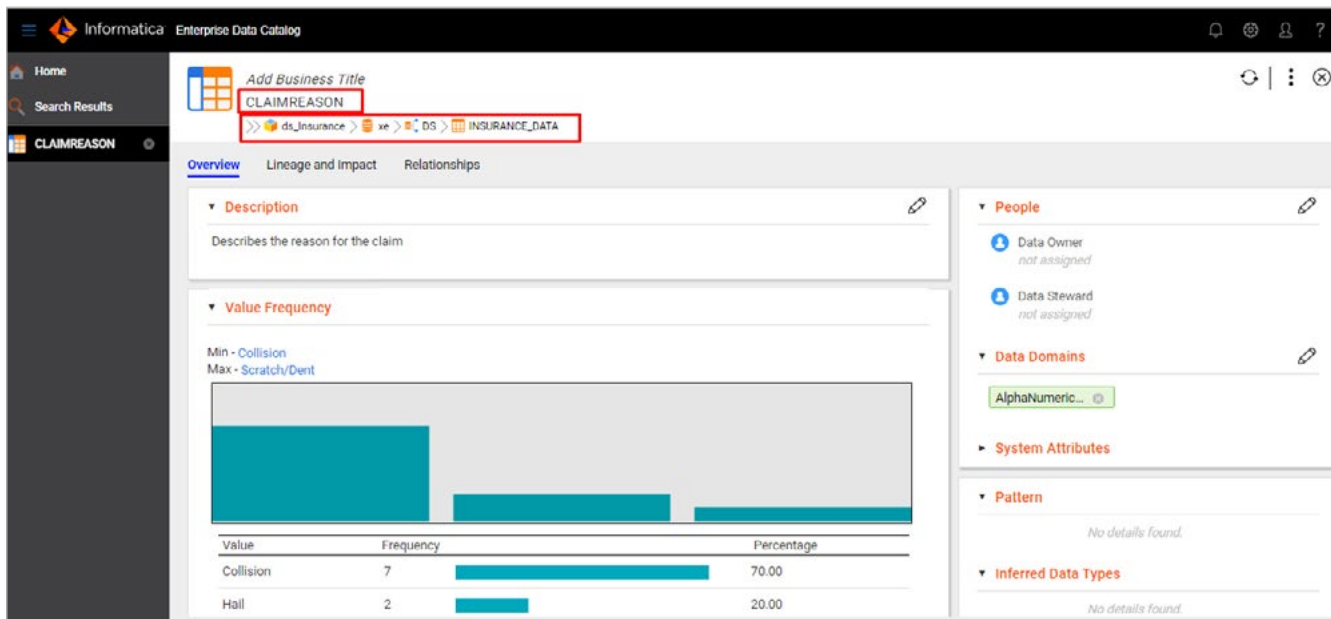 Informatica Enterprise Data Catalog
?
Home
Search Results
CLAIMREASON
Add Business Title
CLAIMREASON
>> ds_Insurance > xe > DS > INSURANCE_DATA
Overview Lineage and Impact Relationships
Description
Describes the reason for the claim
Value Frequency
Min - Collision
Max - Scratch/Dent
Value Frequency Percentage
Collision 7 70.00
Hail 2 20.00
People
Data Owner
not assigned
Data Steward
not assigned
Data Domains
AlphaNumeric...
System Attributes
Pattern
No details found.
Inferred Data Types
No details found.